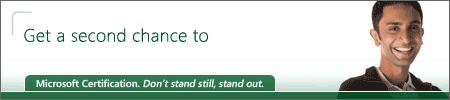 Get a second chance to
Microsoft Certification. Don't stand still, stand out.